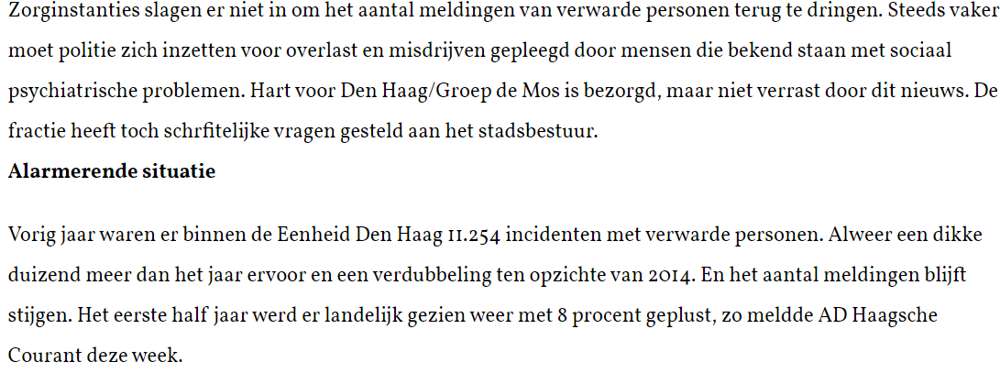 Zorginstanties slagen er niet in om het aantal meldingen van verwarde personen terug te dringen. Steeds vaker
moet politie zich inzetten voor overlast en misdrijven gepleegd door mensen die bekend staan met sociaal
psychiatrische problemen. Hart voor Den Haag/Groep de Mos is bezorgd, maar niet verrast door dit nieuws. De
fractie heeft toch schrfitelijke vragen gesteld aan het stadsbestuur.
Alarmerende situatie
Vorig jaar waren er binnen de Eenheid Den Haag 11.254 incidenten met verwarde personen. Alweer een dikke
duizend meer dan het jaar ervoor en een verdubbeling ten opzichte van 2014. En het aantal meldingen blijft
stijgen. Het eerste half jaar werd er landelijk gezien weer met 8 procent geplust, zo meldde AD Haagsche
Courant deze week.